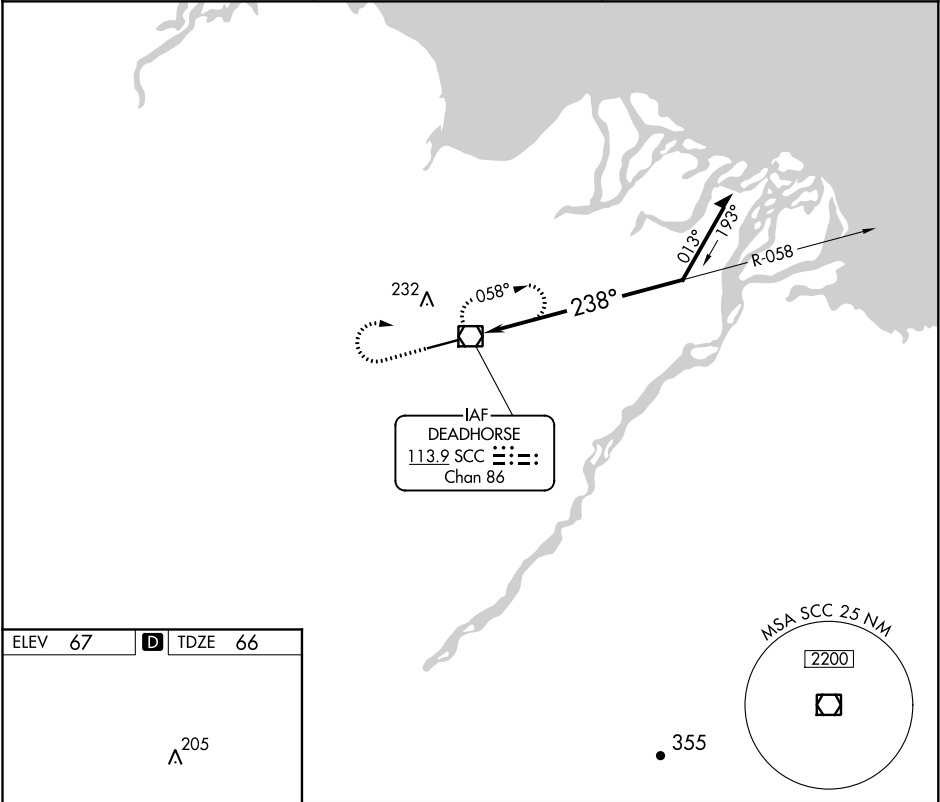 013°
193°
R-058
232
058°
238°
IAF
DEADHORSE
113.9 SCC
Chan 86
ELEV 67 D TDZE 66
205
355
MSA SCC 25 NM
2200